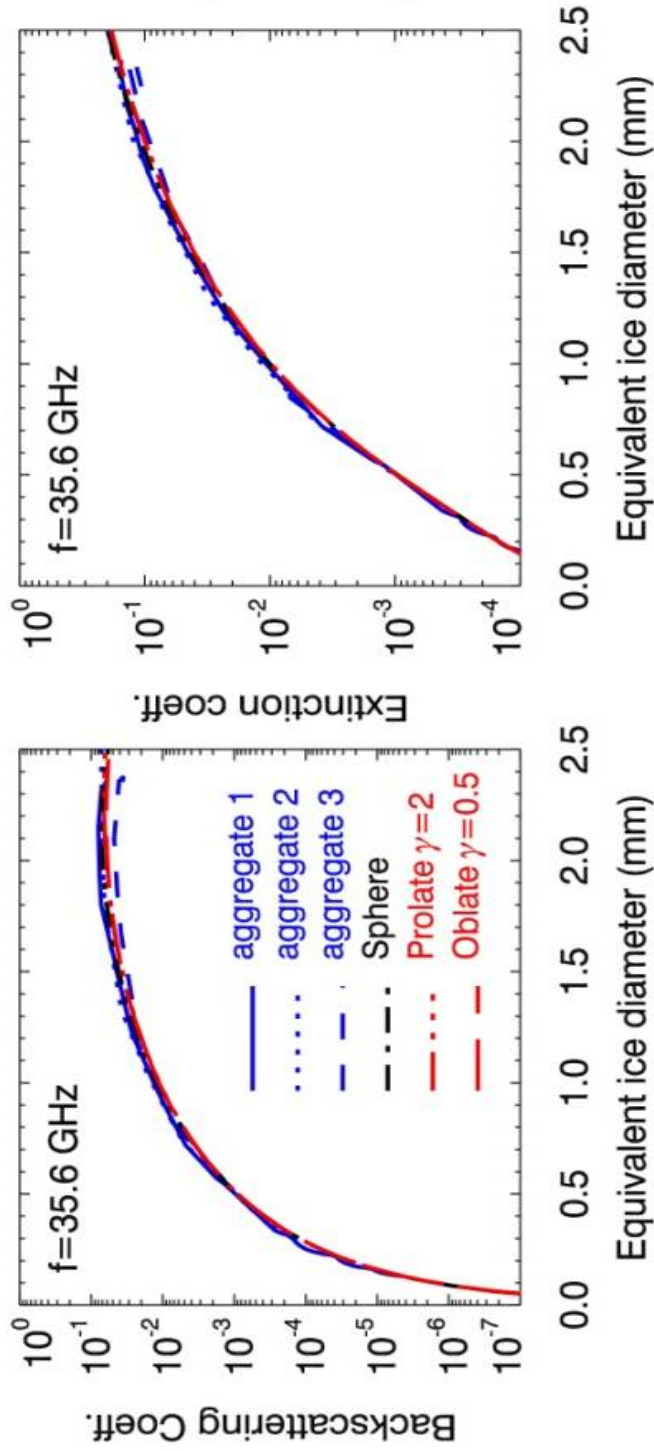 f=35.6 GHz
Backscattering Coeff.
10⁰
10⁻¹
10⁻²
10⁻³
10⁻⁴
10⁻⁵
10⁻⁶
10⁻⁷
aggregate 1
aggregate 2
aggregate 3
Sphere
Prolate γ=2
Oblate γ=0.5
0.0 0.5 1.0 1.5 2.0 2.5
Equivalent ice diameter (mm)
f=35.6 GHz
Extinction coeff.
10⁰
10⁻¹
10⁻²
10⁻³
10⁻⁴
0.0 0.5 1.0 1.5 2.0 2.5
Equivalent ice diameter (mm)